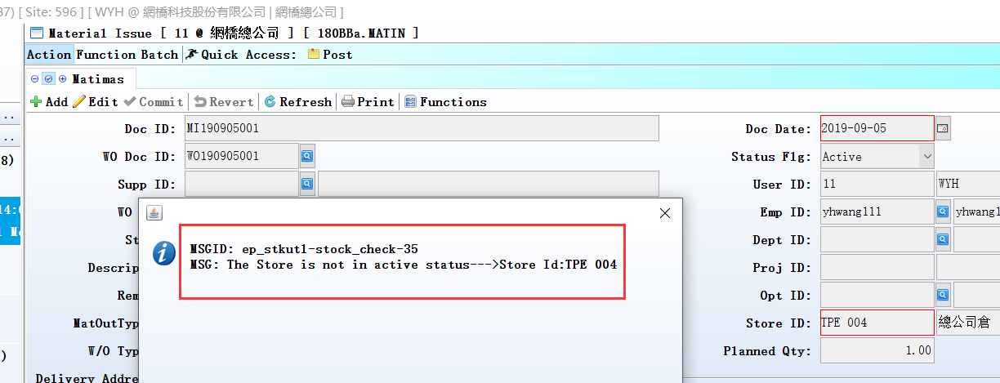 37) [ Site: 596 ] [ WYH @ 網橋科技股份有限公司 | 網橋總公司 ]
Material Issue [ 11 @ 網橋總公司 ] [ 180BBa.MATIN ]
Action Function Batch Quick Access: Post
Matimas
Add Edit Commit Revert Refresh Print Functions
..
Doc ID: MI190905001 Doc Date: 2019-09-05
..
WO Doc ID: WO190905001 Status Flg: Active
8)
Supp ID: User ID: 11 WYH
14:0
WO Emp ID: yhwang111 yhwang1
St Dept ID:
MSGID: ep_stkut1-stock_check-35
MSG: The Store is not in active status--->Store Id:TPE 004
Descrip Proj ID:
Rem Opt ID:
MatOutTyp Store ID: TPE 004 總公司倉
)
W/O Typ Planned Qty: 1.00
Delivery Addre